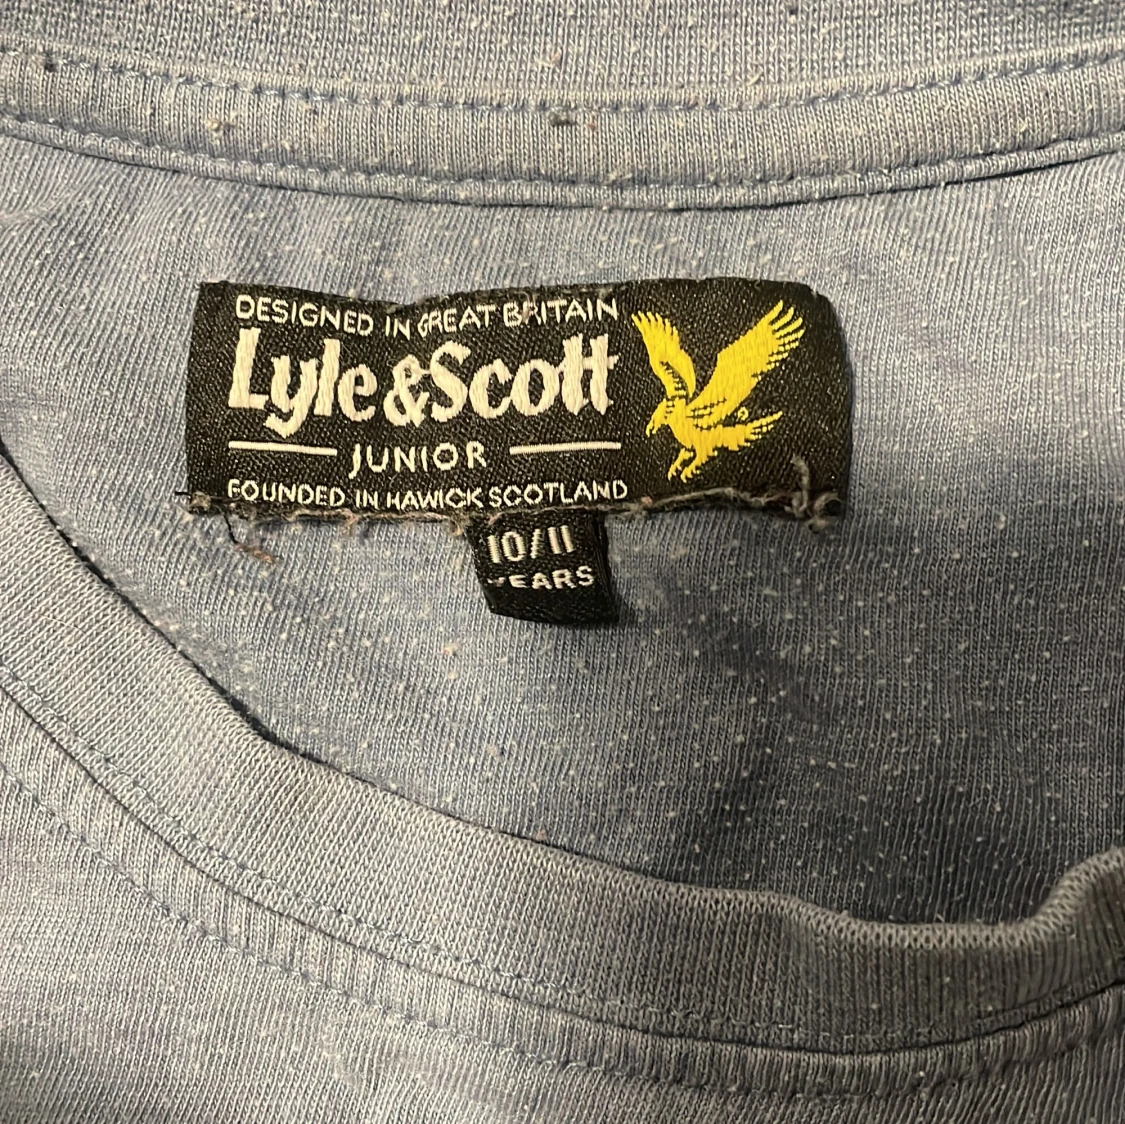 DESIGNED IN GREAT BRITAIN
Lyle & Scott
JUNIOR
FOUNDED IN HAWICK SCOTLAND
10/11
YEARS